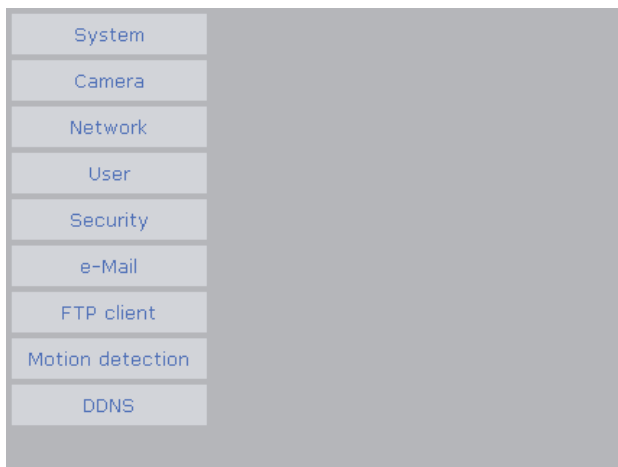 System
Camera
Network
User
Security
e-Mail
FTP client
Motion detection
DDNS